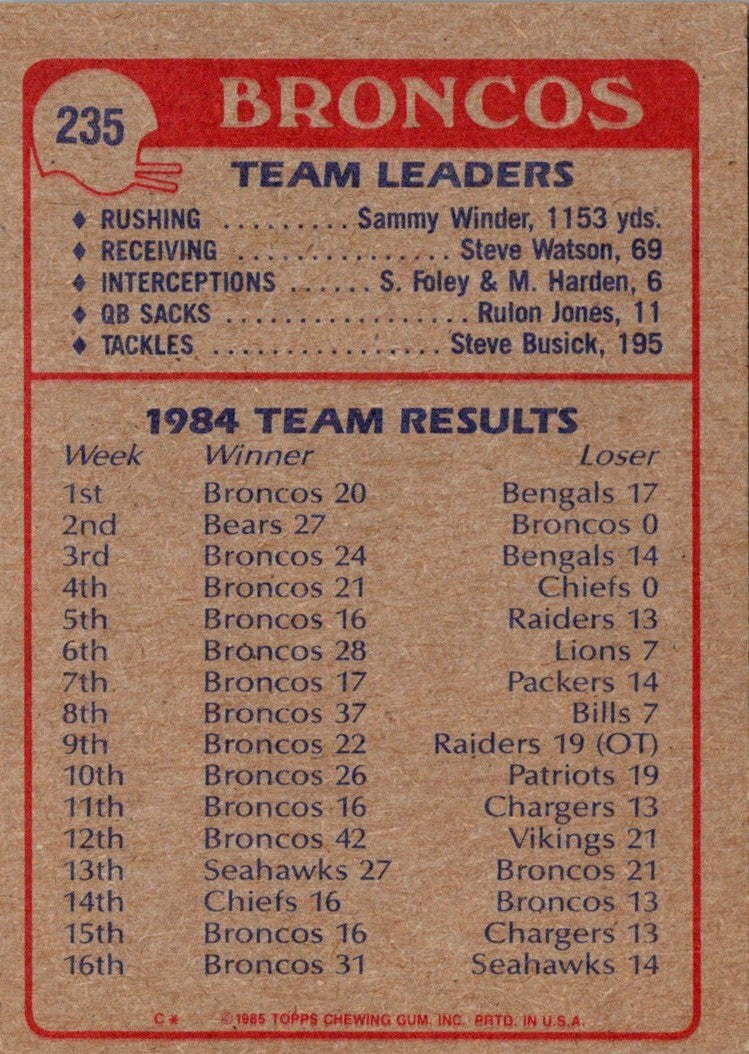 235 BRONCOS
TEAM LEADERS
♦ RUSHING ......... Sammy Winder, 1153 yds.
♦ RECEIVING ................ Steve Watson, 69
♦ INTERCEPTIONS ...... S. Foley & M. Harden, 6
♦ QB SACKS .................. Rulon Jones, 11
♦ TACKLES ................. Steve Busick, 195
1984 TEAM RESULTS
Week Winner Loser
1st Broncos 20 Bengals 17
2nd Bears 27 Broncos 0
3rd Broncos 24 Bengals 14
4th Broncos 21 Chiefs 0
5th Broncos 16 Raiders 13
6th Broncos 28 Lions 7
7th Broncos 17 Packers 14
8th Broncos 37 Bills 7
9th Broncos 22 Raiders 19 (OT)
10th Broncos 26 Patriots 19
11th Broncos 16 Chargers 13
12th Broncos 42 Vikings 21
13th Seahawks 27 Broncos 21
14th Chiefs 16 Broncos 13
15th Broncos 16 Chargers 13
16th Broncos 31 Seahawks 14
C* ©1985 TOPPS CHEWING GUM, INC. PRTD. IN U.S.A.